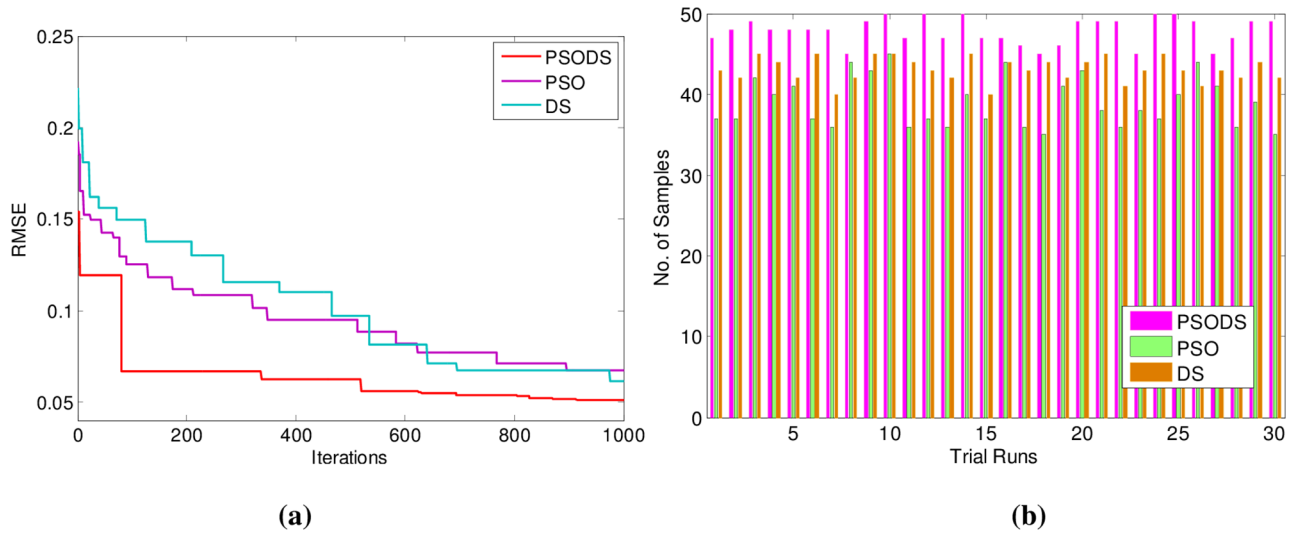 0.25
0.2
0.15
0.1
0.05
RMSE
0
200
400
600
800
1000
Iterations
PSODS
PSO
DS
(a)
50
40
30
20
10
0
No. of Samples
5
10
15
20
25
30
Trial Runs
PSODS
PSO
DS
(b)